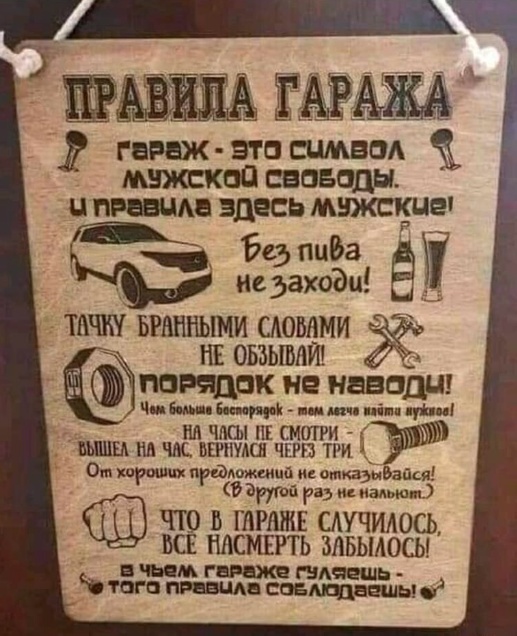 ПРАВИЛА ГАРАЖА
ГАРАЖ - ЭТО СИМВОЛ
МУЖСКОЙ СВОБОДЫ.
И ПРАВИЛА ЗДЕСЬ МУЖСКИЕ!
Без пива
не заходи!
ТАЧКУ БРАННЫМИ СЛОВАМИ
НЕ ОБЗЫВАЙ!
ПОРЯДОК НЕ НАВОДИ!
Чем больше беспорядок - тем легче найти нужное!
НА ЧАСЫ НЕ СМОТРИ -
ВЫШЕЛ НА ЧАС, ВЕРНУЛСЯ ЧЕРЕЗ ТРИ.
От хороших предложений не отказывайся!
(В другой раз не нальют.)
ЧТО В ГАРАЖЕ СЛУЧИЛОСЬ,
ВСЁ НАСМЕРТЬ ЗАБЫЛОСЬ!
В ЧЬЕМ ГАРАЖЕ ГУЛЯЕШЬ -
ТОГО ПРАВИЛА СОБЛЮДАЕШЬ!